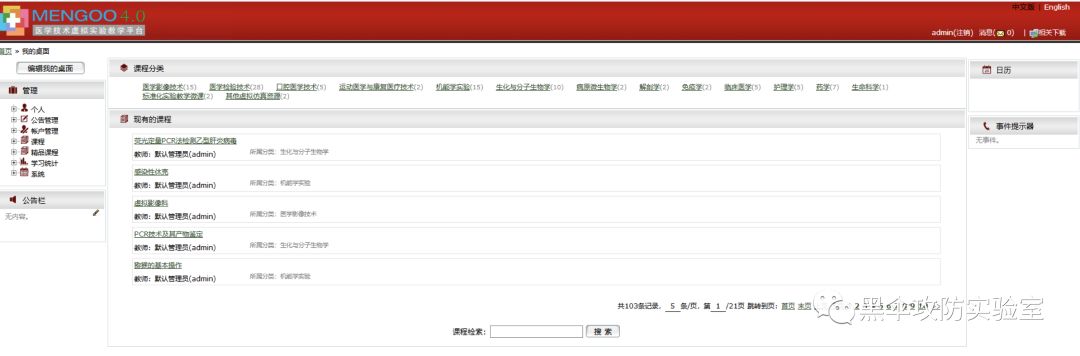 MENGOO 4.0
医学技术虚拟实验教学平台
中文版 | English
admin(注销) 消息( 0) | 相关下载
首页 » 我的桌面
编辑我的桌面
管理
个人
公告管理
帐户管理
课程
精品课程
学习统计
系统
公告栏
无内容。
课程分类
医学影像技术(15) 医学检验技术(28) 口腔医学技术(5) 运动医学与康复医疗技术(2) 机能学实验(15) 生化与分子生物学(10) 病原微生物学(2) 解剖学(2) 免疫学(2) 临床医学(5) 护理学(5) 药学(7) 生命科学(1)
标准化实验教学微课(2) 其他虚拟仿真资源(2)
现有的课程
荧光定量PCR法检测乙型肝炎病毒
教师: 默认管理员(admin) 所属分类: 生化与分子生物学
感染性休克
教师: 默认管理员(admin) 所属分类: 机能学实验
虚拟影像科
教师: 默认管理员(admin) 所属分类: 医学影像技术
PCR技术及其产物鉴定
教师: 默认管理员(admin) 所属分类: 生化与分子生物学
猕猴的基本操作
教师: 默认管理员(admin) 所属分类: 机能学实验
共103条记录, 5 条/页, 第 1 /21页 跳转到页: 首页 末页
课程检索: 搜 索
日历
事件提示器
无事件。
黑伞攻防实验室